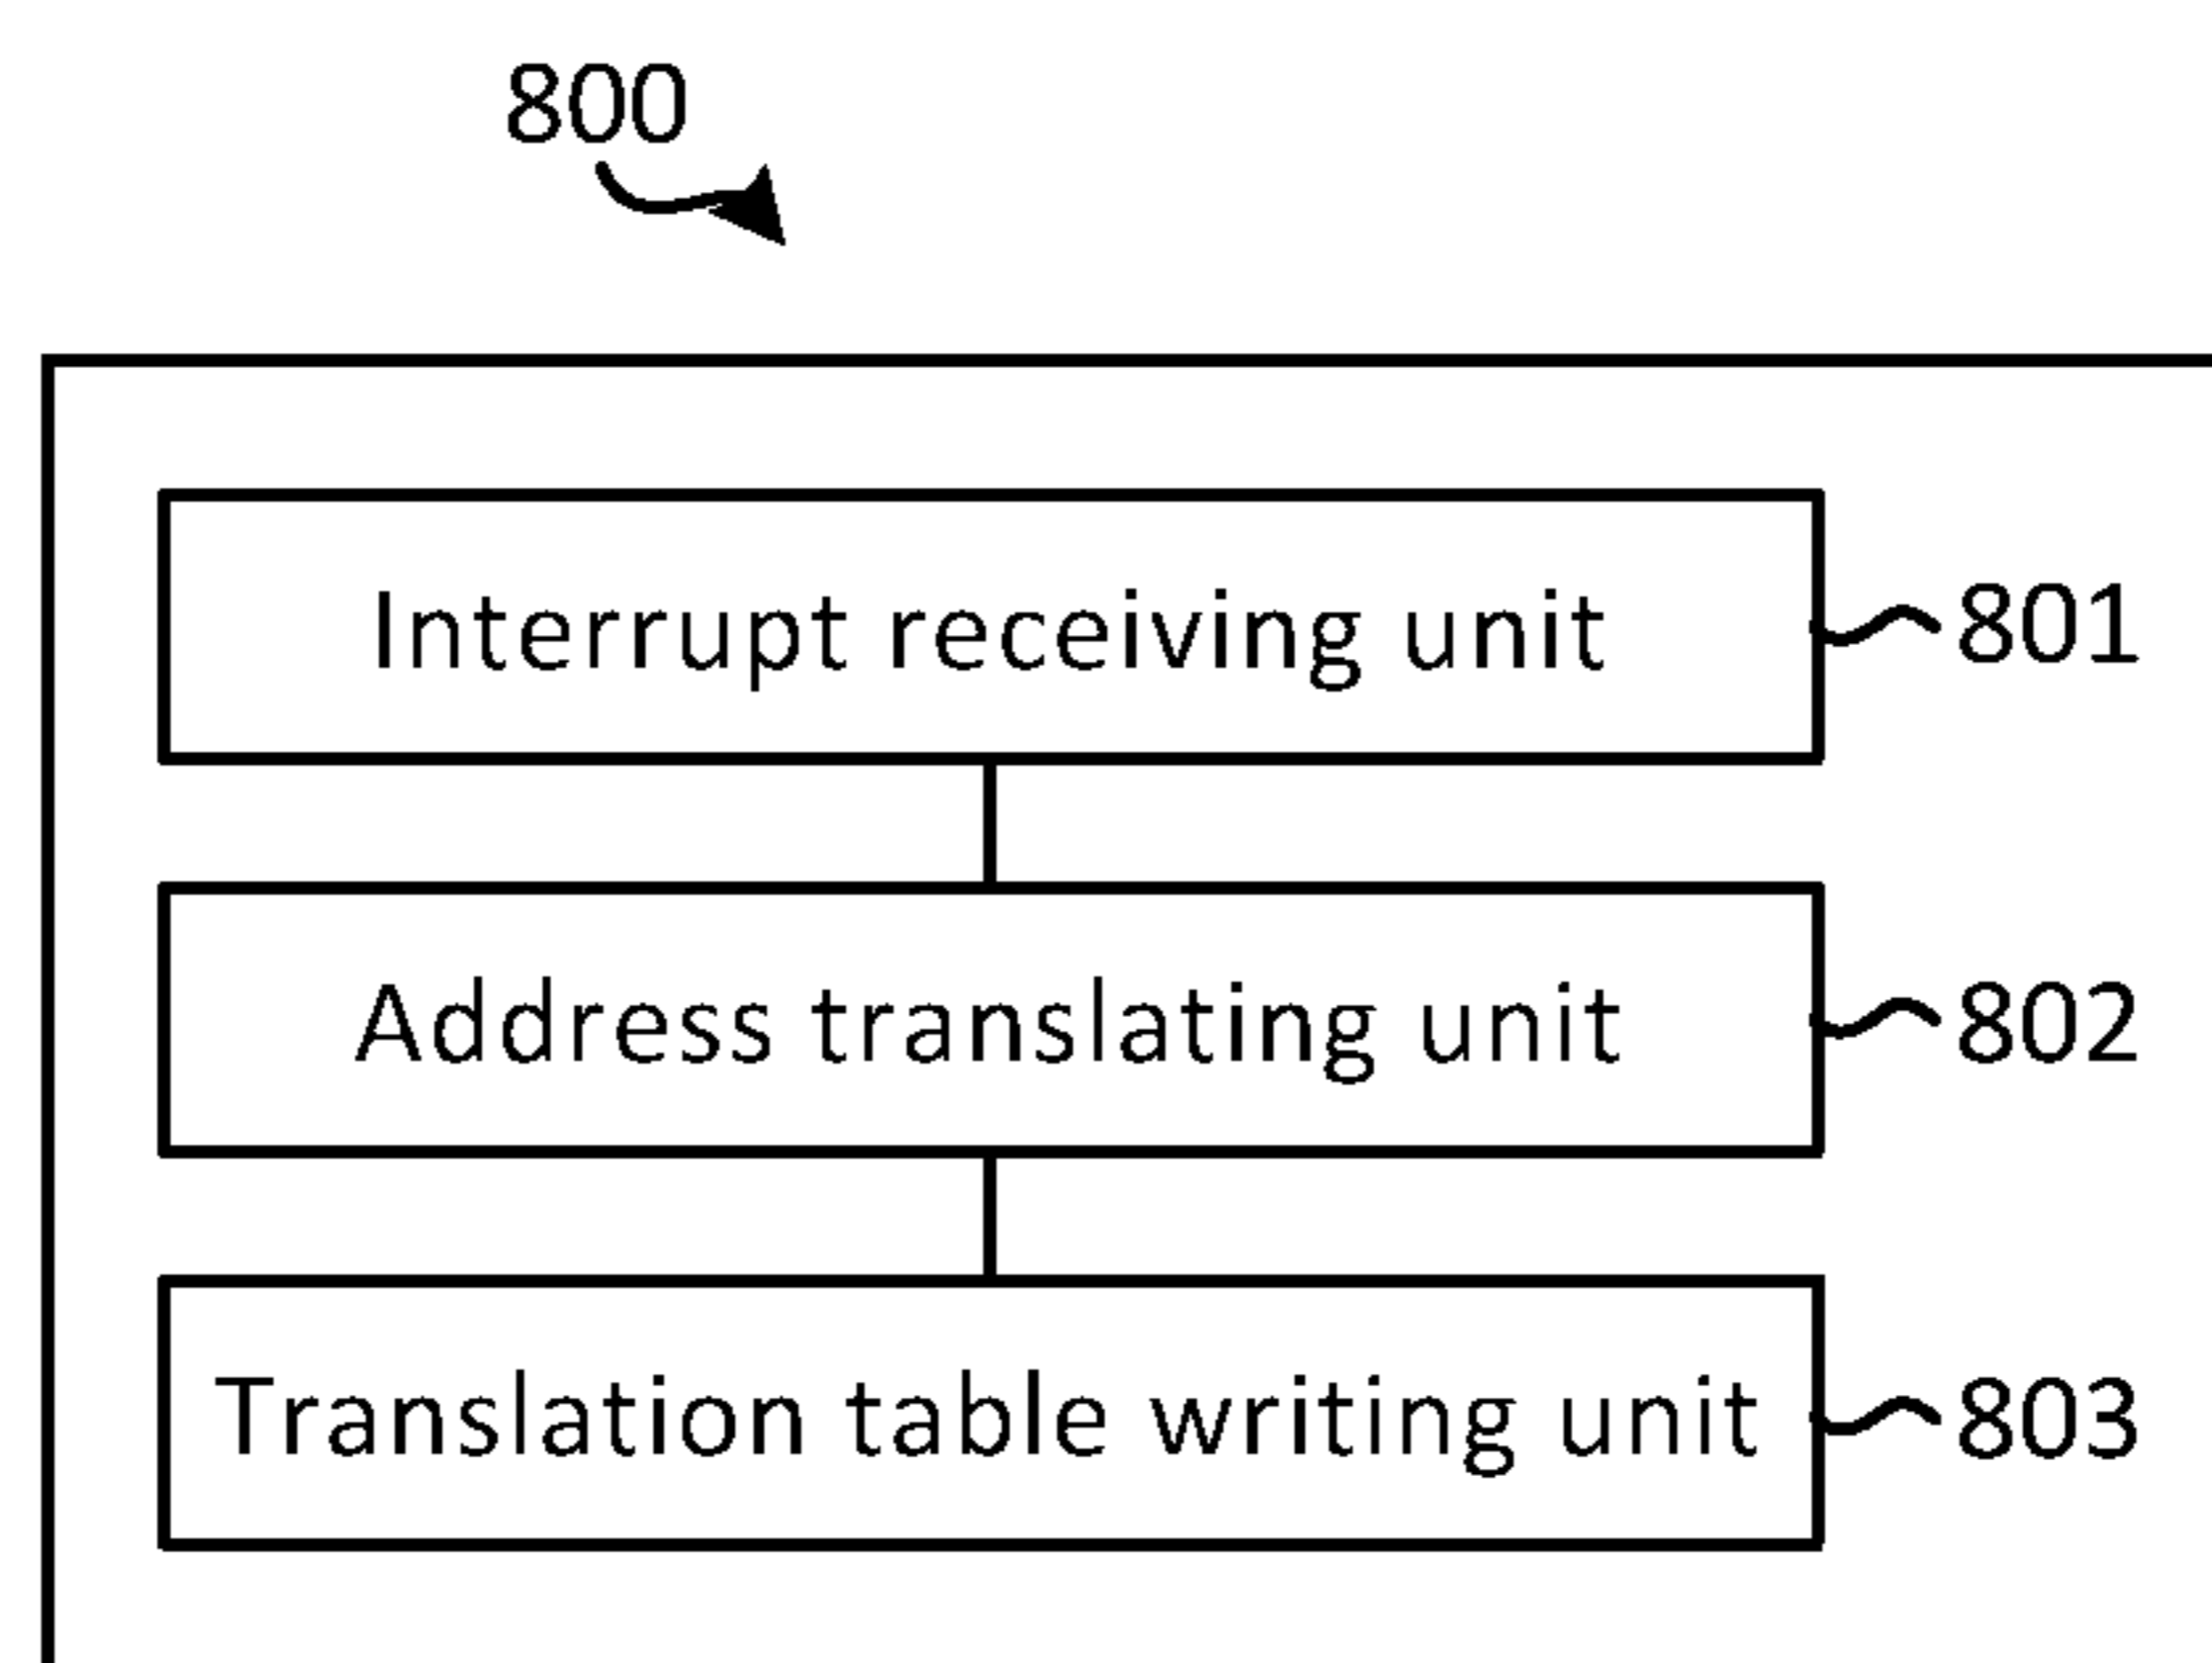 800
Interrupt receiving unit 801
Address translating unit 802
Translation table writing unit 803